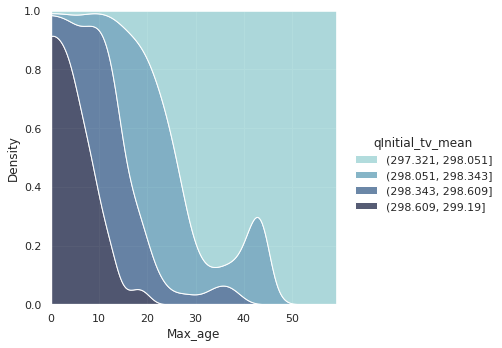 1.0
0.8
0.6
0.4
0.2
0.0
Density
0 10 20 30 40 50
Max_age
qInitial_tv_mean
(297.321, 298.051]
(298.051, 298.343]
(298.343, 298.609]
(298.609, 299.19]